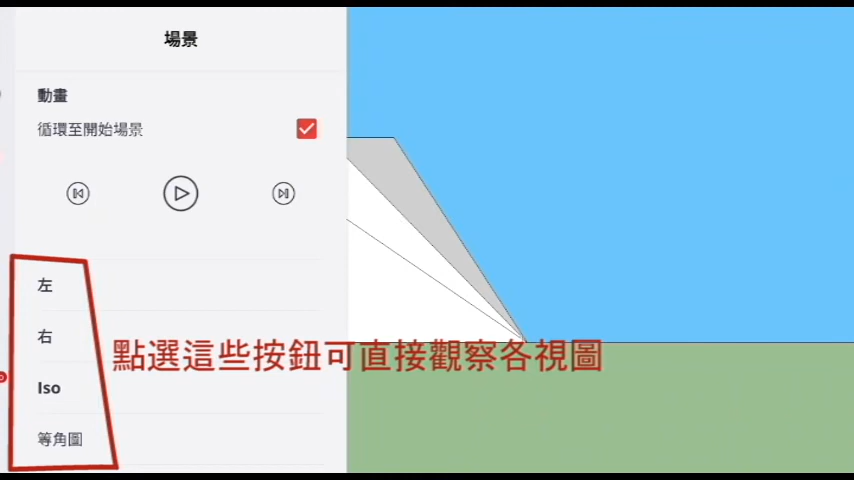 場景
動畫
循環至開始場景
左
右
點選這些按鈕可直接觀察各視圖
Iso
等角圖